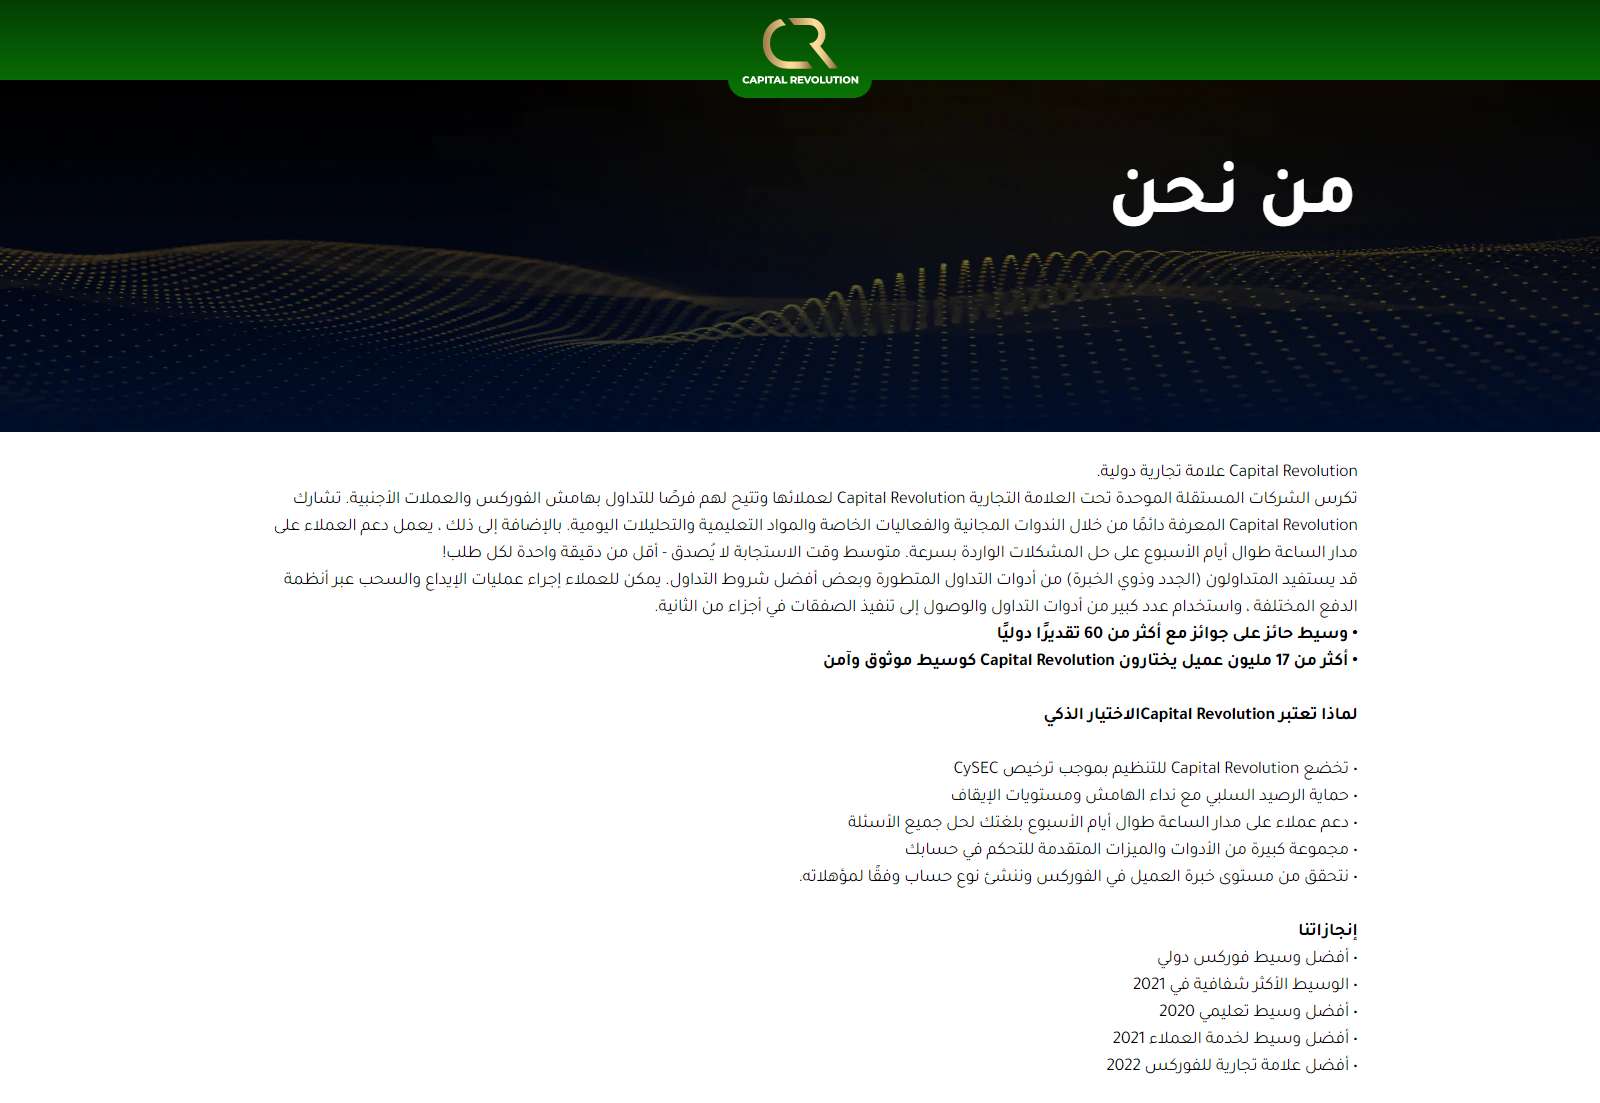 CAPITAL REVOLUTION
من نحن
Capital Revolution علامة تجارية دولية.
تكرس الشركات المستقلة الموحدة تحت العلامة التجارية Capital Revolution لعملائها وتتيح لهم فرصًا للتداول بهامش الفوركس والعملات الأجنبية. تشارك
Capital Revolution المعرفة دائمًا من خلال الندوات المجانية والفعاليات الخاصة والمواد التعليمية والتحليلات اليومية. بالإضافة إلى ذلك ، يعمل دعم العملاء على
مدار الساعة طوال أيام الأسبوع على حل المشكلات الواردة بسرعة. متوسط وقت الاستجابة لا يُصدق - أقل من دقيقة واحدة لكل طلب!
قد يستفيد المتداولون (الجدد وذوي الخبرة) من أدوات التداول المتطورة وبعض أفضل شروط التداول. يمكن للعملاء إجراء عمليات الإيداع والسحب عبر أنظمة
الدفع المختلفة ، واستخدام عدد كبير من أدوات التداول والوصول إلى تنفيذ الصفقات في أجزاء من الثانية.
• وسيط حائز على جوائز مع أكثر من 60 تقديرًا دوليًا
• أكثر من 17 مليون عميل يختارون Capital Revolution كوسيط موثوق وآمن
لماذا تعتبر Capital Revolutionالاختيار الذكي
• تخضع Capital Revolution للتنظيم بموجب ترخيص CySEC
• حماية الرصيد السلبي مع نداء الهامش ومستويات الإيقاف
• دعم عملاء على مدار الساعة طوال أيام الأسبوع بلغتك لحل جميع الأسئلة
• مجموعة كبيرة من الأدوات والميزات المتقدمة للتحكم في حسابك
• نتحقق من مستوى خبرة العميل في الفوركس وننشئ نوع حساب وفقًا لمؤهلاته.
إنجازاتنا
• أفضل وسيط فوركس دولي
• الوسيط الأكثر شفافية في 2021
• أفضل وسيط تعليمي 2020
• أفضل وسيط لخدمة العملاء 2021
• أفضل علامة تجارية للفوركس 2022